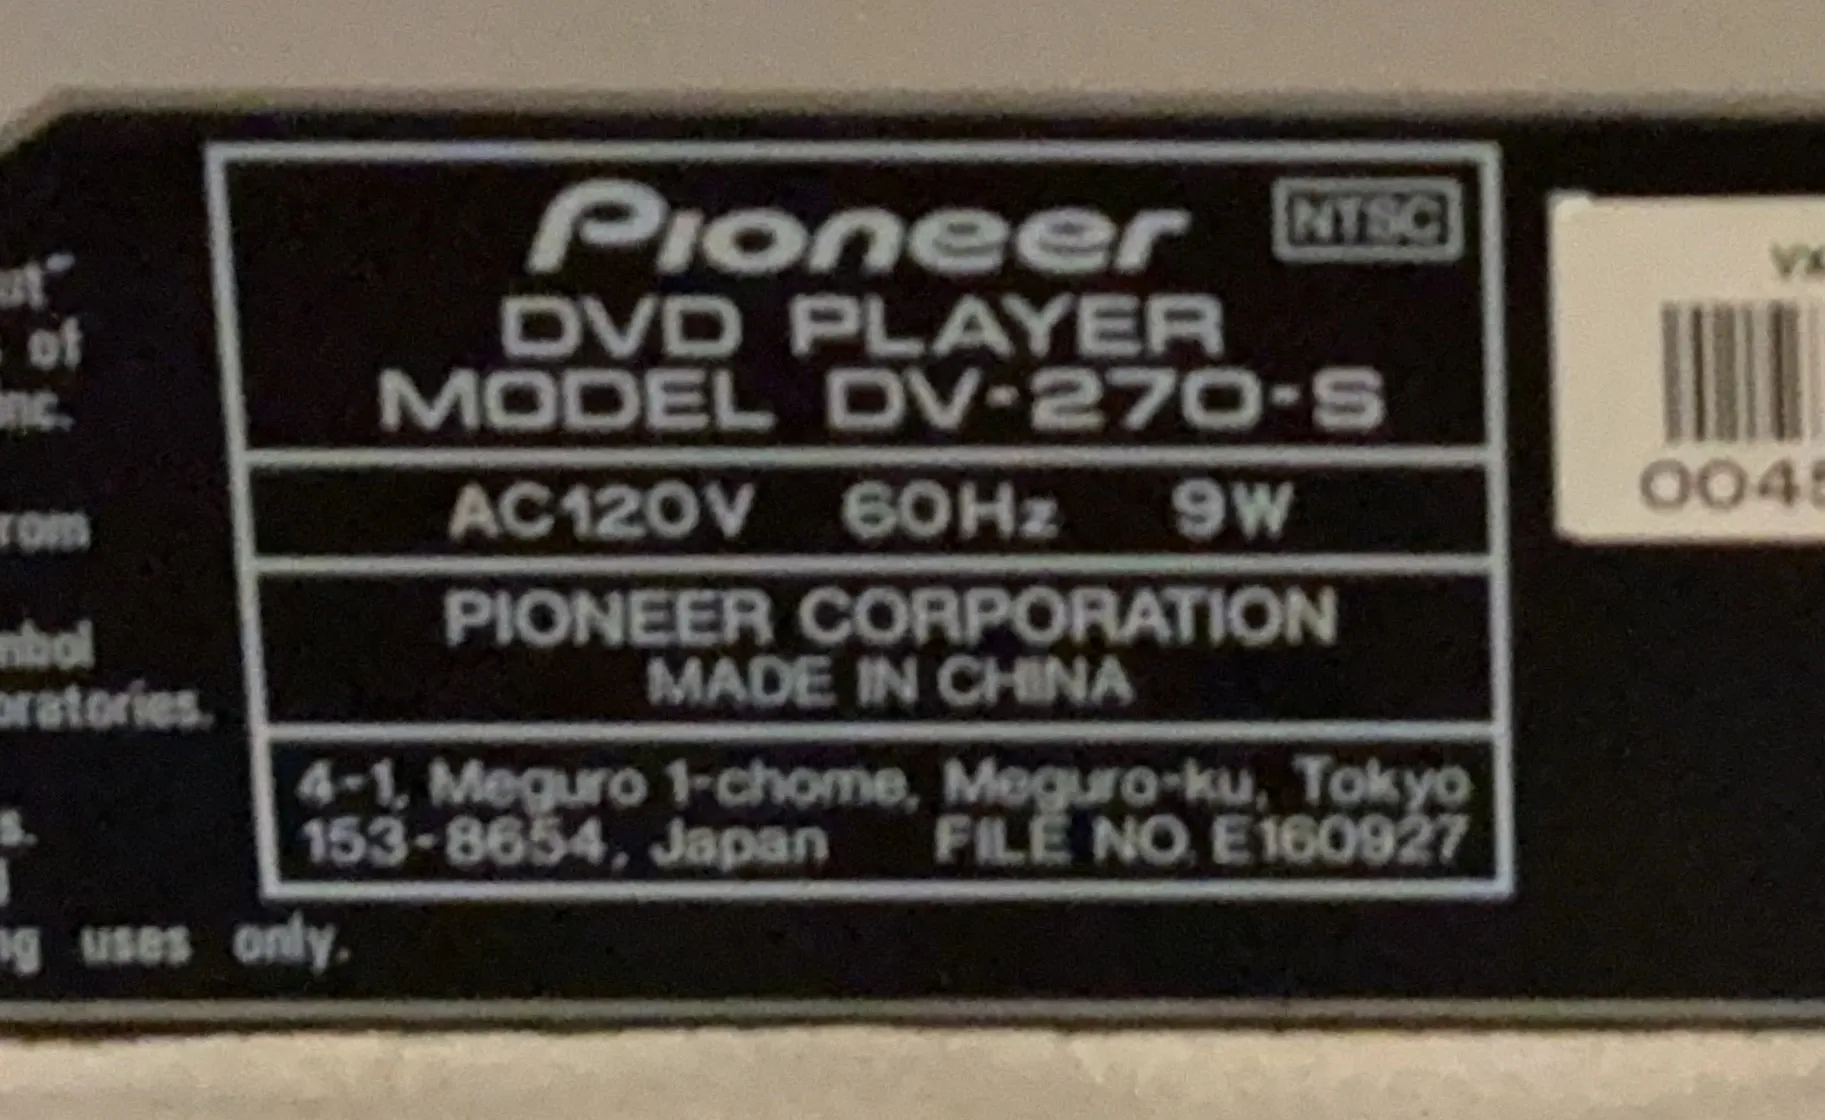 Pioneer NTSC
DVD PLAYER
MODEL DV-270-S
AC120V 60Hz 9W
PIONEER CORPORATION
MADE IN CHINA
4-1, Meguro 1-chome, Meguro-ku, Tokyo
153-8654, Japan FILE NO. E160927
of
uses only.